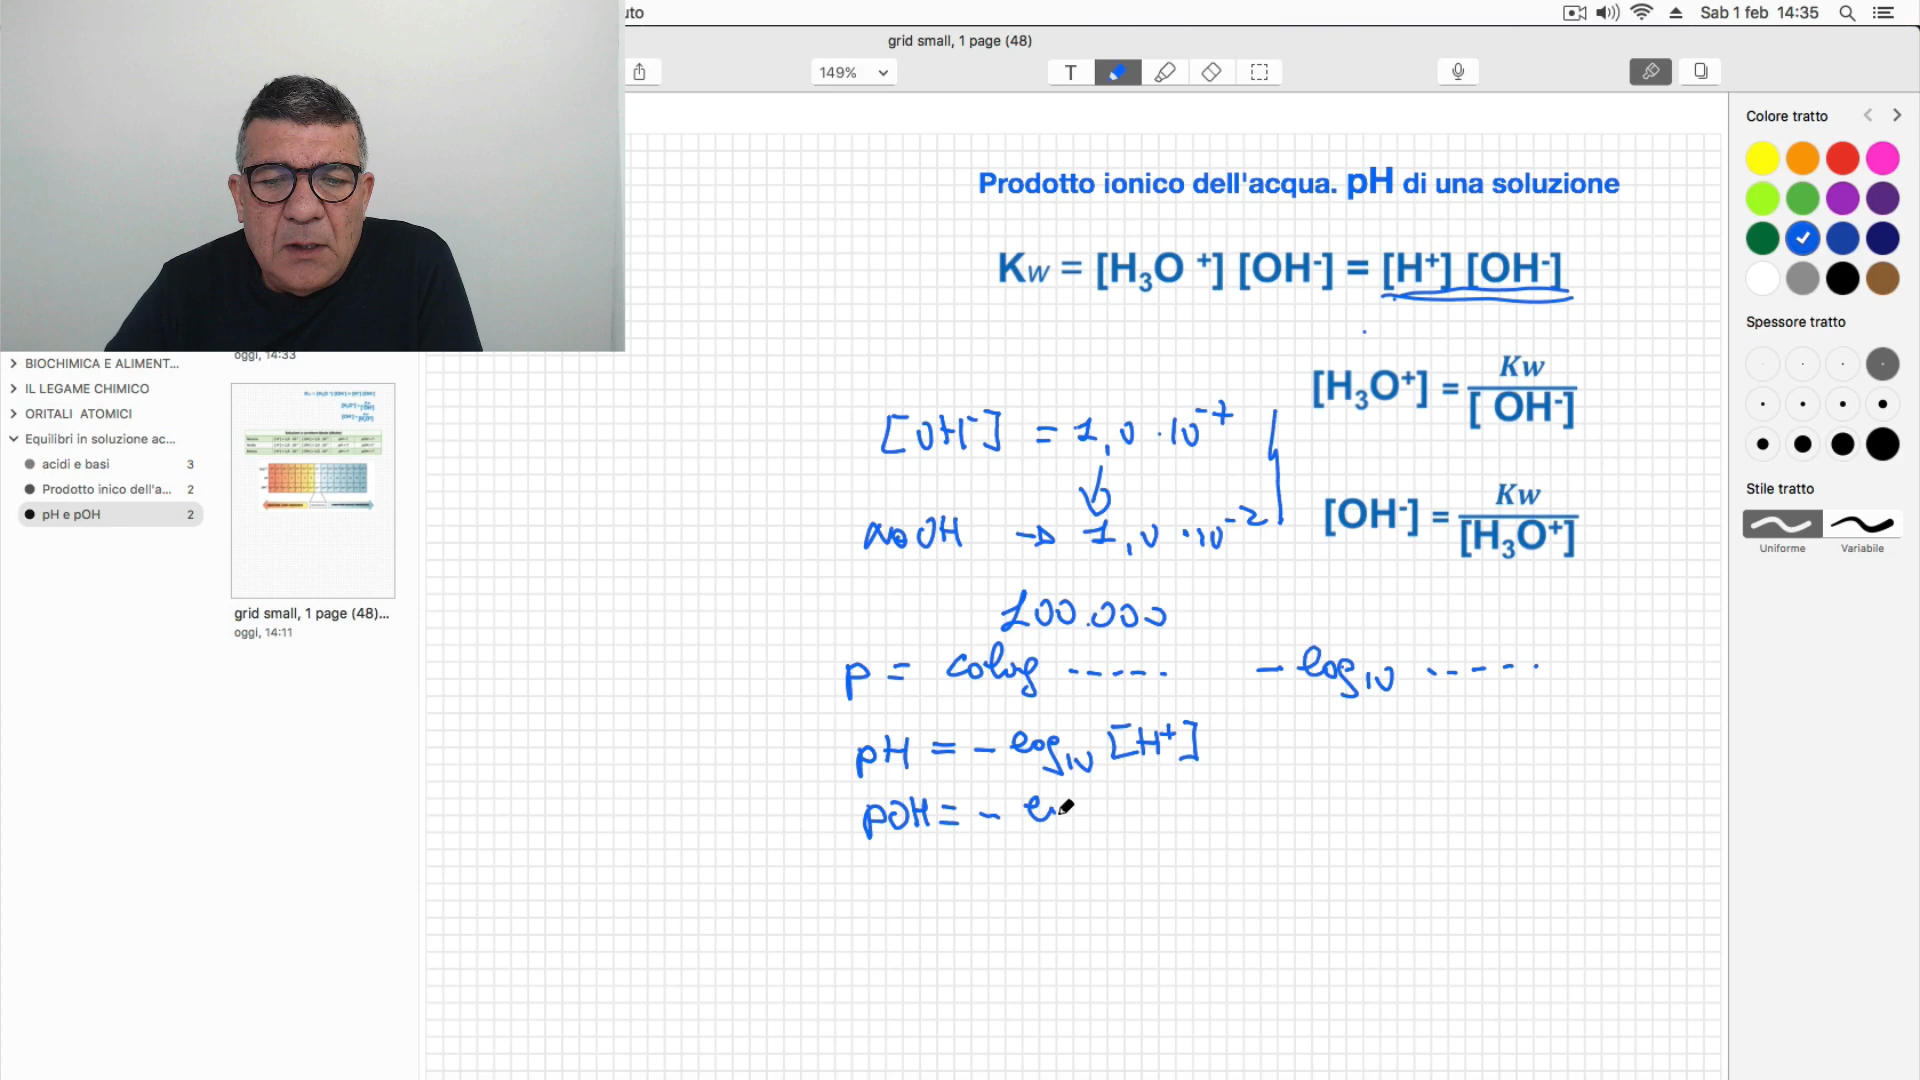 uto
Sab 1 feb 14:35
grid small, 1 page (48)
149%
T
Colore tratto
Spessore tratto
Stile tratto
Uniforme Variabile
oggi, 14:33
BIOCHIMICA E ALIMENT...
IL LEGAME CHIMICO
ORITALI ATOMICI
Equilibri in soluzione ac...
acidi e basi 3
Prodotto inico dell'a... 2
pH e pOH 2
grid small, 1 page (48)...
oggi, 14:11
Prodotto ionico dell'acqua. pH di una soluzione
Kw = [H₃O ⁺] [OH⁻] = [H⁺] [OH⁻]
[H₃O⁺] = Kw / [ OH⁻]
[OH⁻] = 1,0 · 10⁻⁷
[OH⁻] = Kw / [H₃O⁺]
NaOH → 1,0 · 10⁻²
100.000
p = colog ----- - log₁₀ -----
pH = - log₁₀ [H⁺]
pOH = -